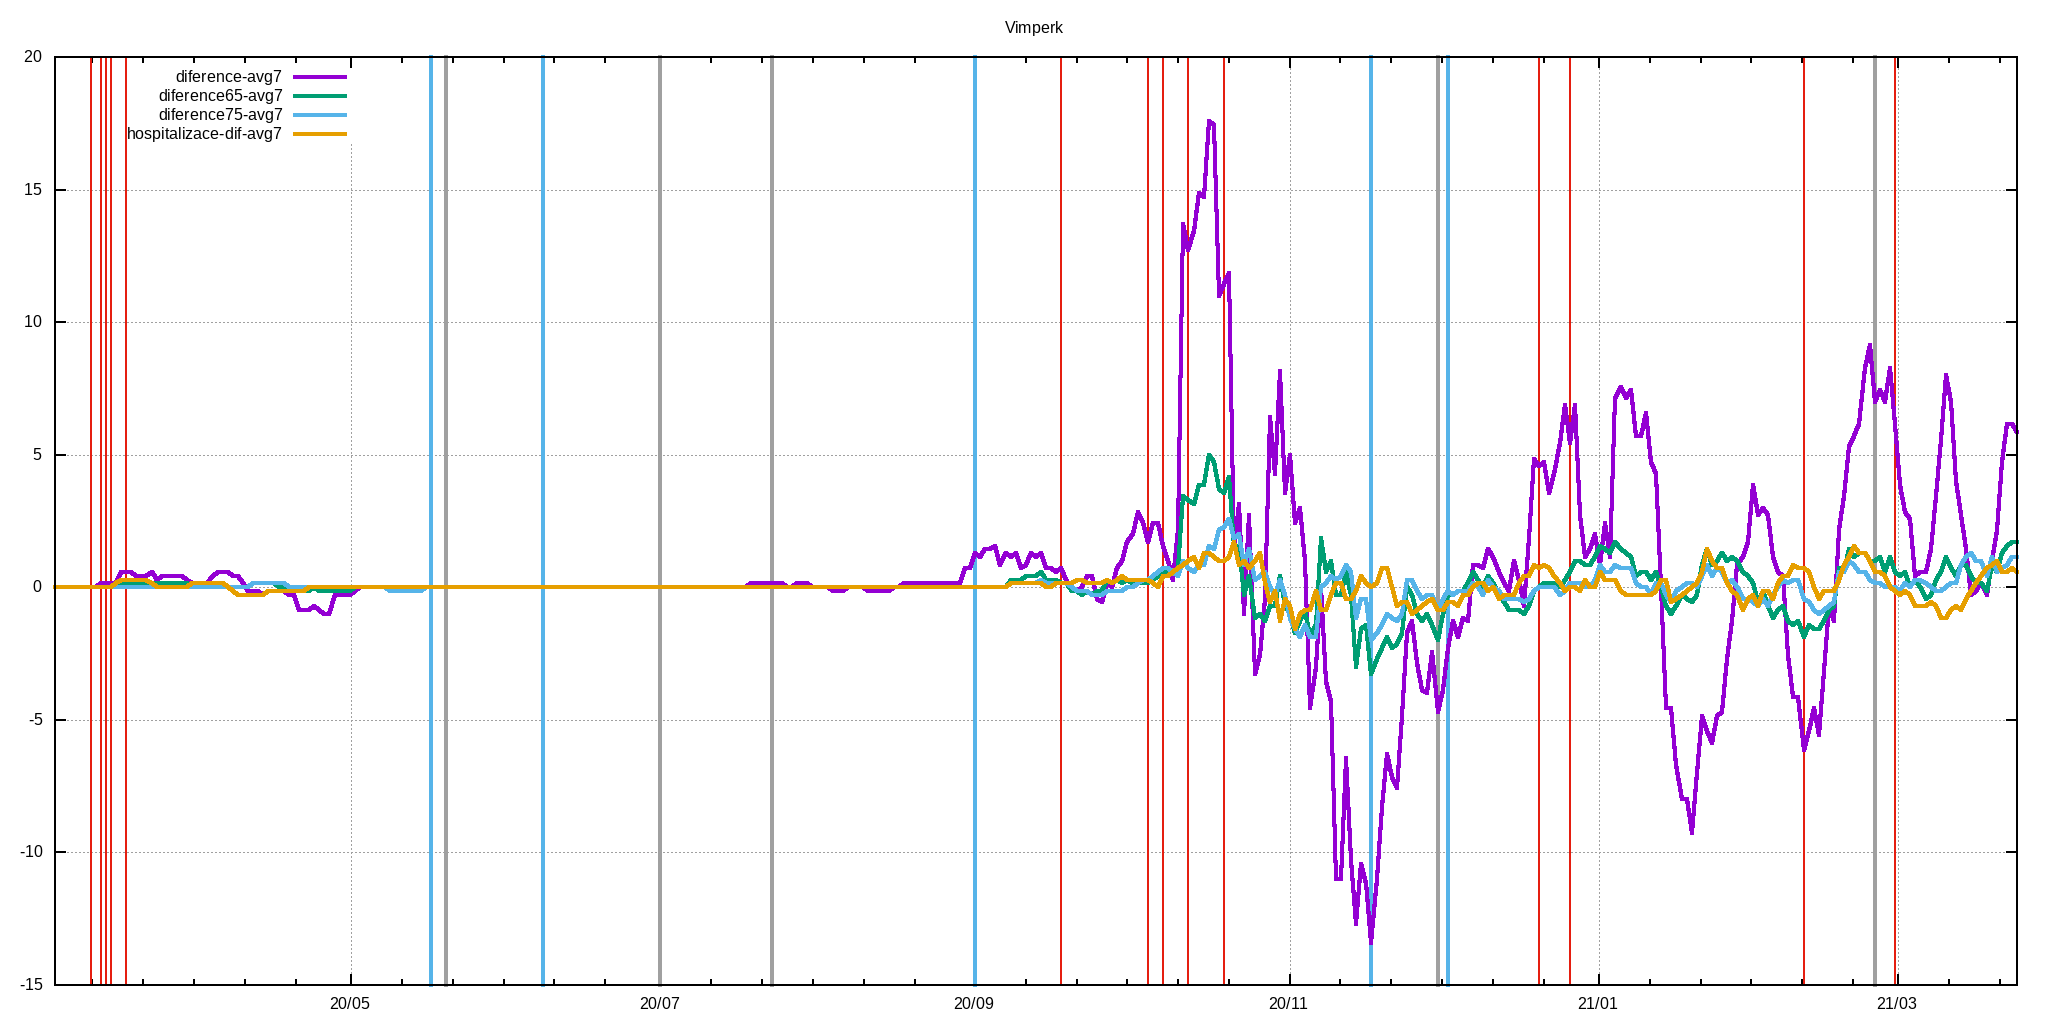 Vimperk
20
diference-avg7
diference65-avg7
diference75-avg7
hospitalizace-dif-avg7
15
10
5
0
-5
-10
-15
20/05 20/07 20/09 20/11 21/01 21/03